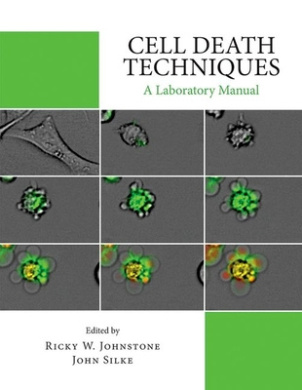 CELL DEATH
TECHNIQUES
A Laboratory Manual
Edited by
RICKY W. JOHNSTONE
JOHN SILKE